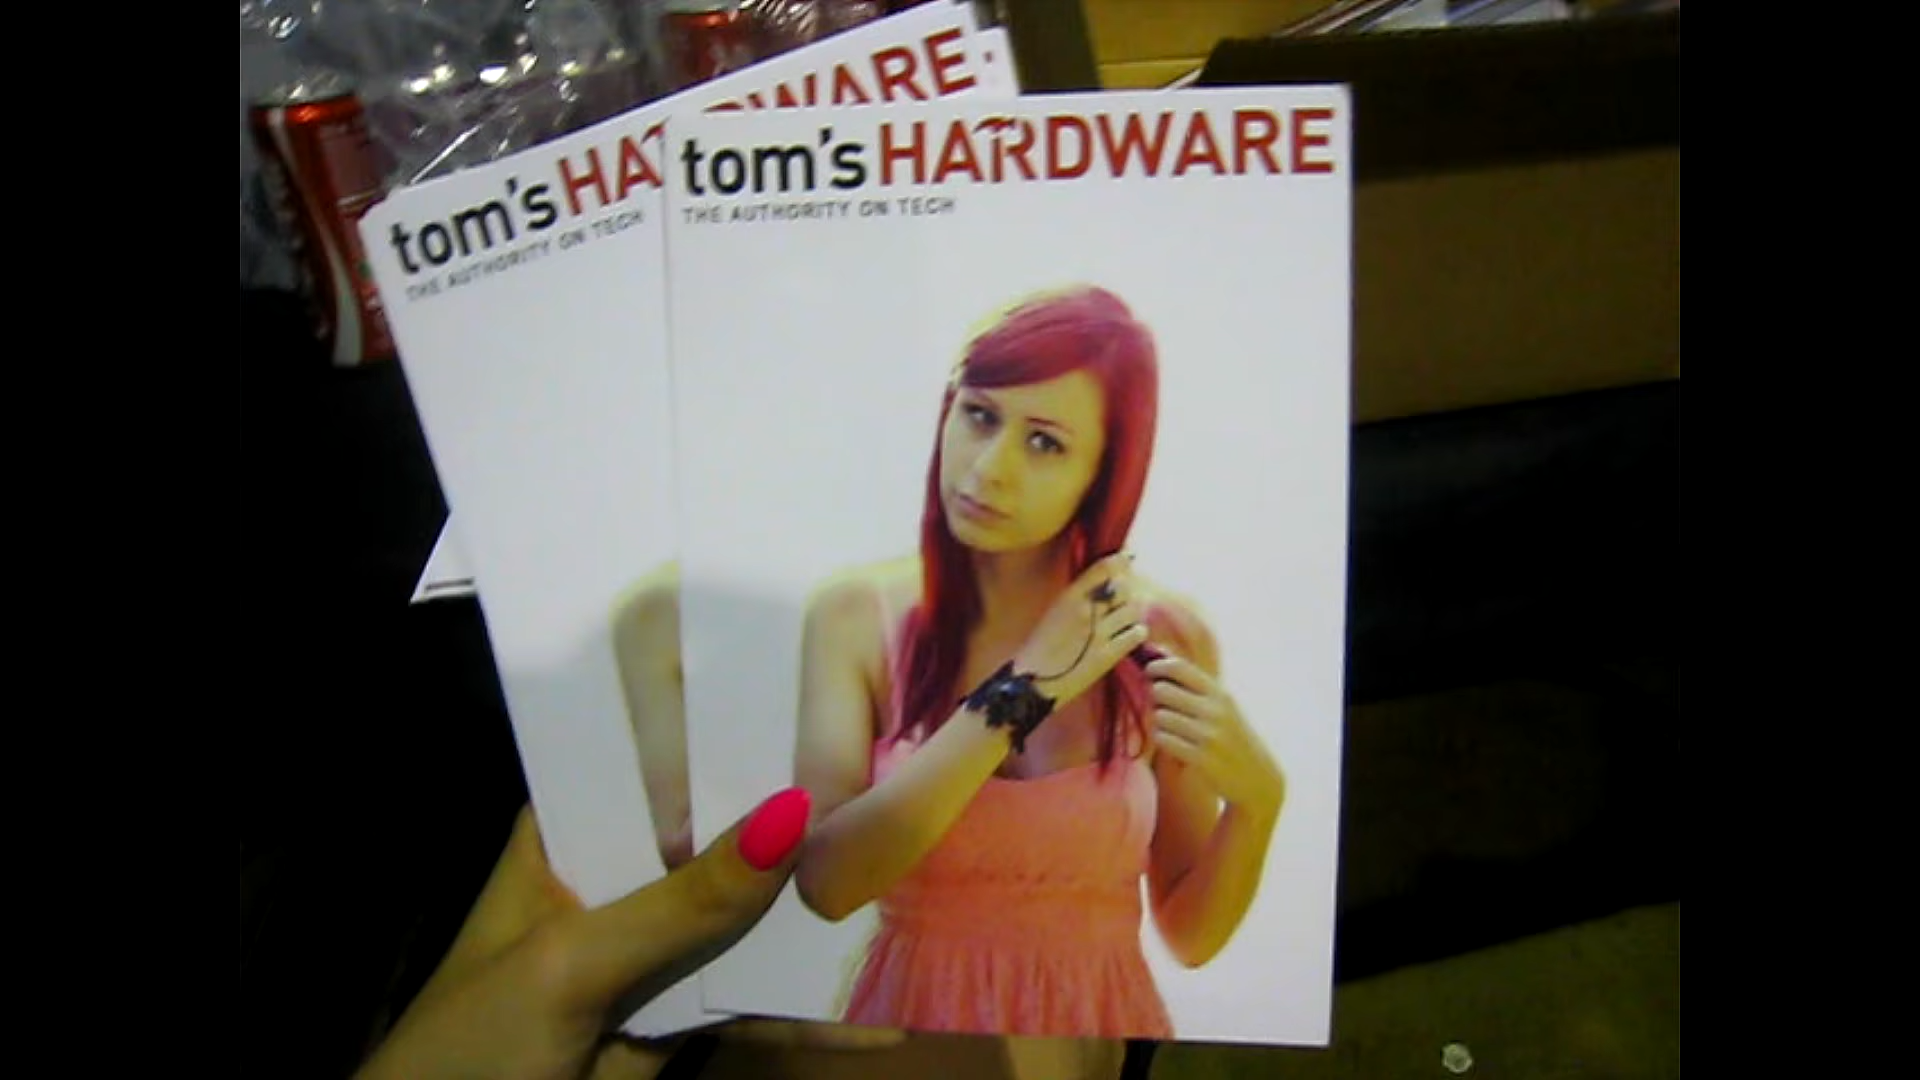 tom's HARDWARE
THE AUTHORITY ON TECH
tom's HA
WARE
THE AUTHORITY ON TECH